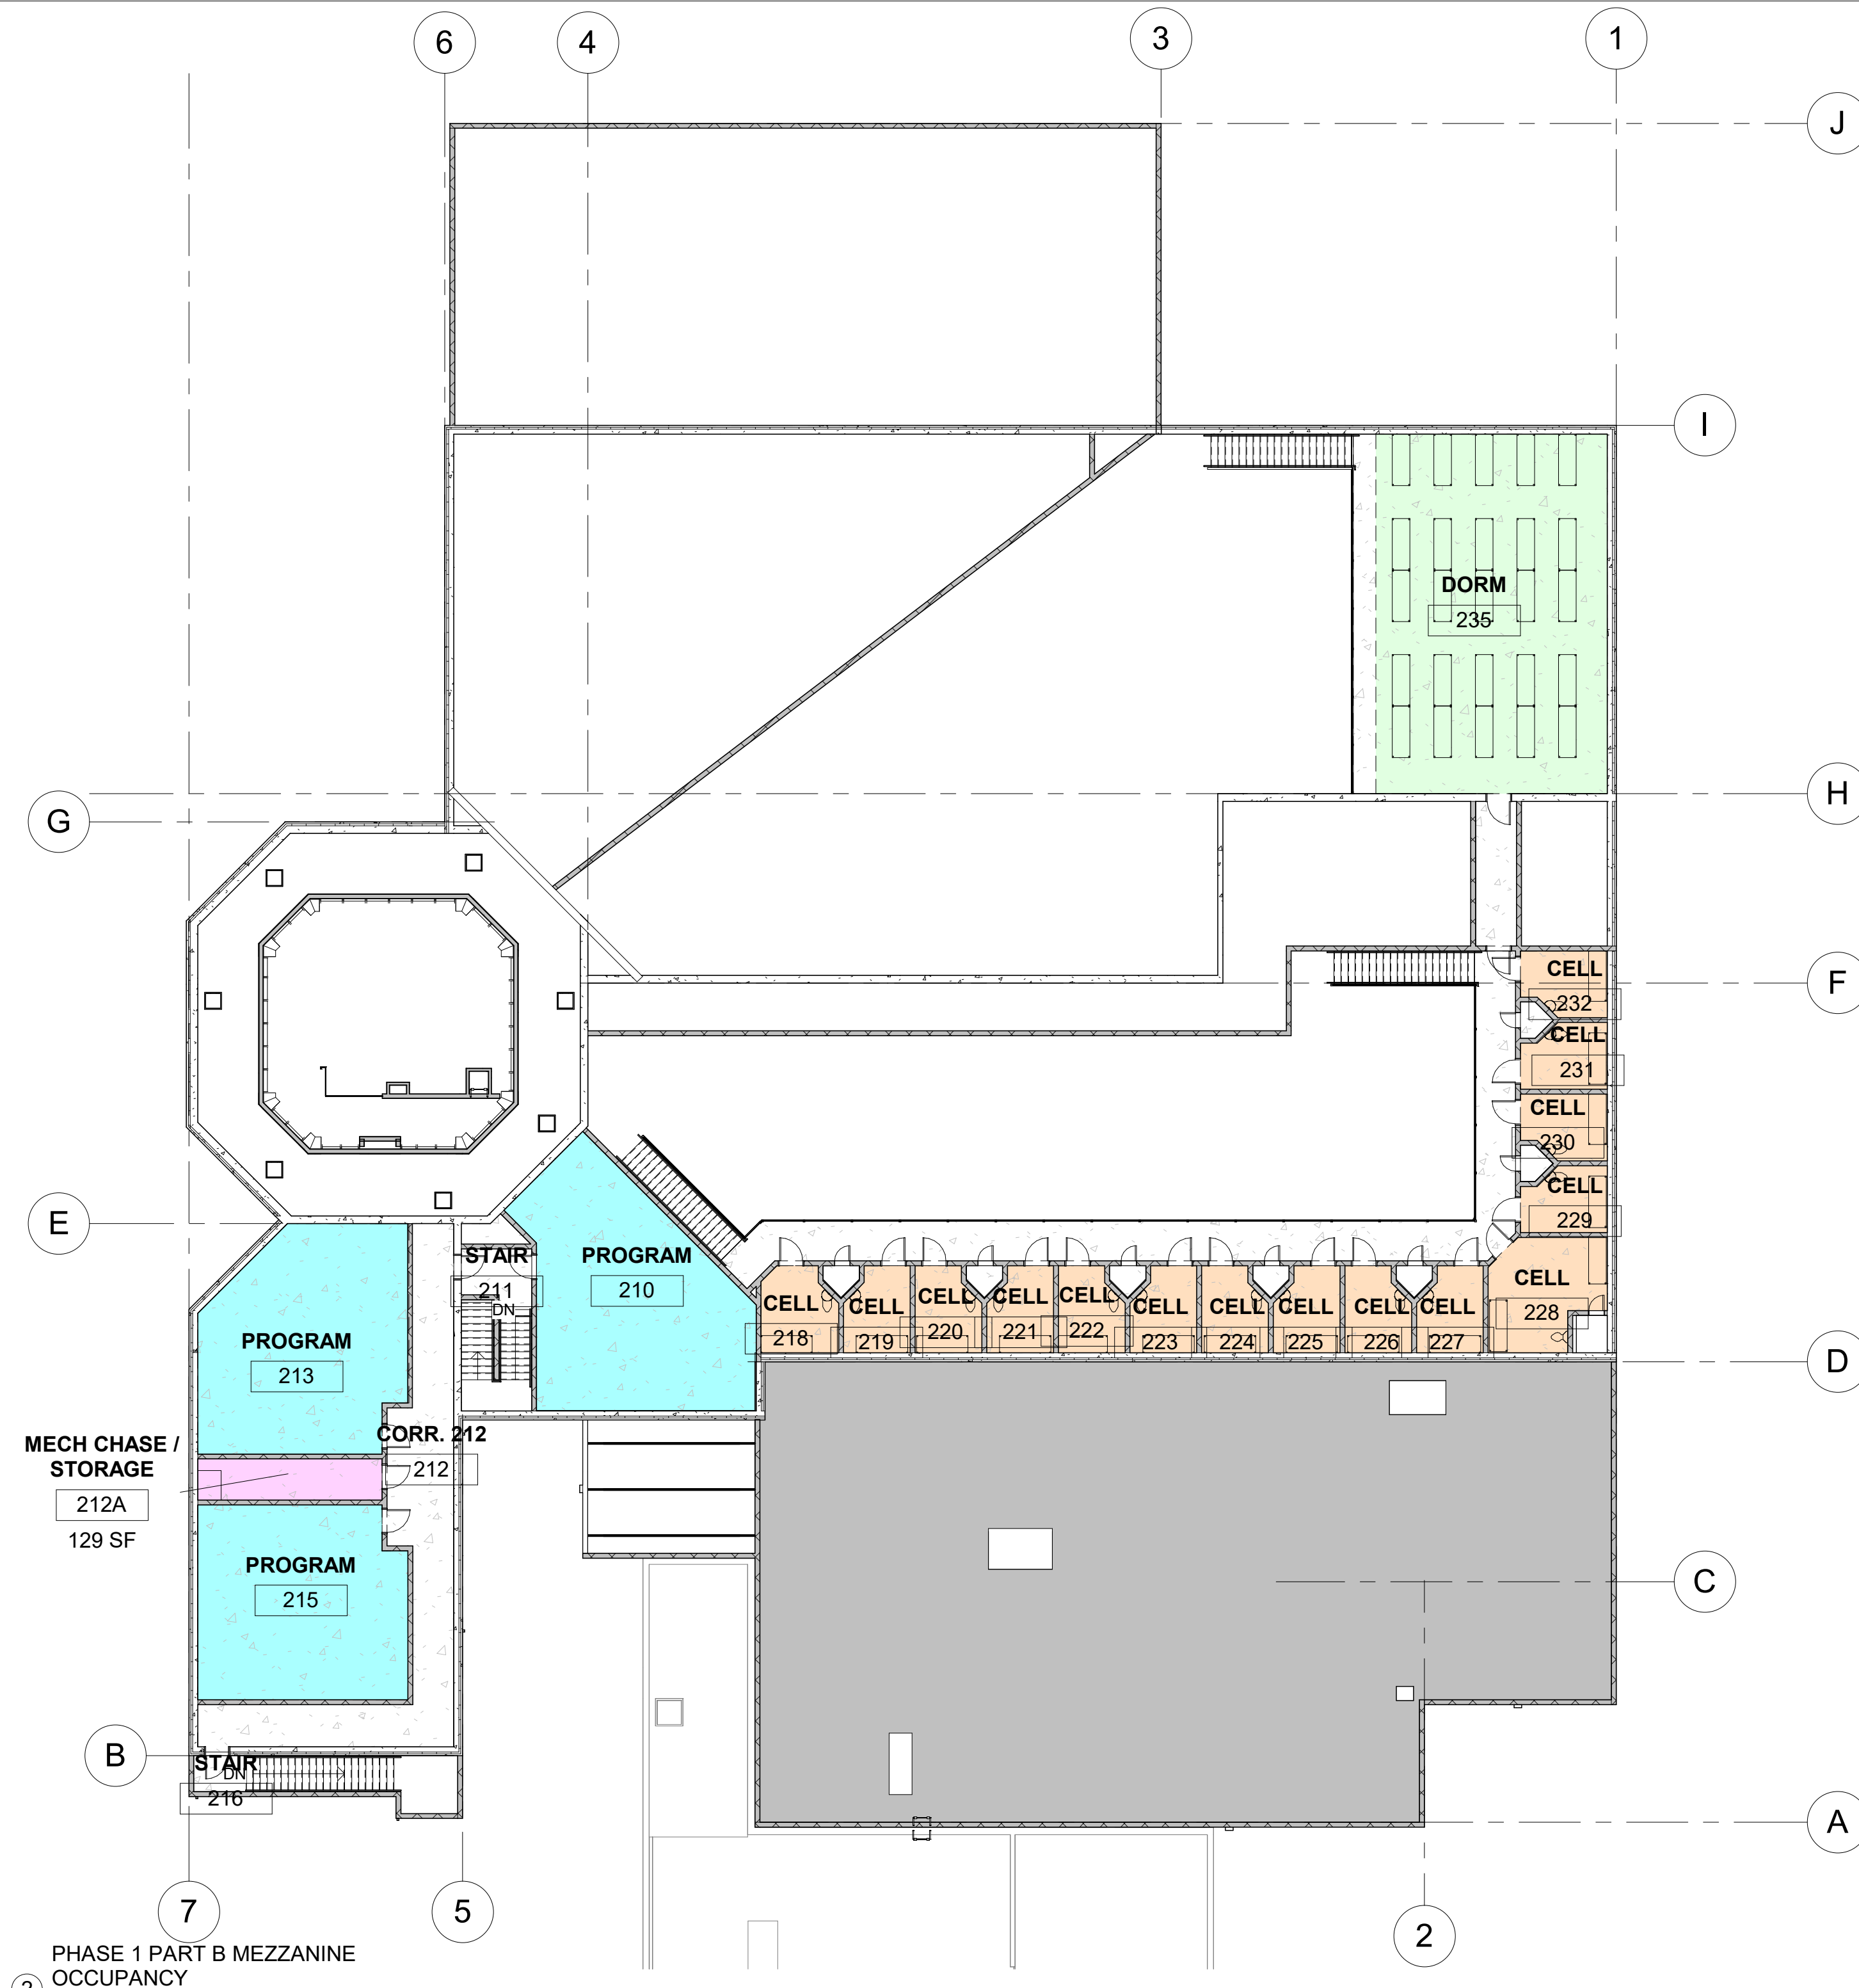 6
4
3
1
J
I
DORM
235
H
G
CELL
232
F
CELL
231
CELL
230
CELL
229
E
STAIR
211
DN
PROGRAM
210
CELL
228
CELL
218
CELL
219
CELL
220
CELL
221
CELL
222
CELL
223
CELL
224
CELL
225
CELL
226
CELL
227
PROGRAM
213
D
CORR. 212
212
MECH CHASE /
STORAGE
212A
129 SF
PROGRAM
215
C
B
STAIR
DN
216
A
7
5
2
PHASE 1 PART B MEZZANINE
OCCUPANCY
2